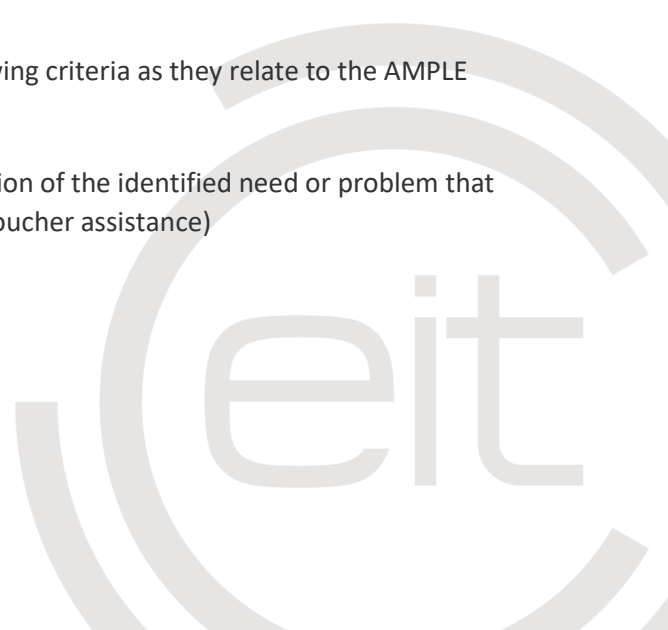 ving criteria as they relate to the AMPLE
ion of the identified need or problem that
oucher assistance)
eit